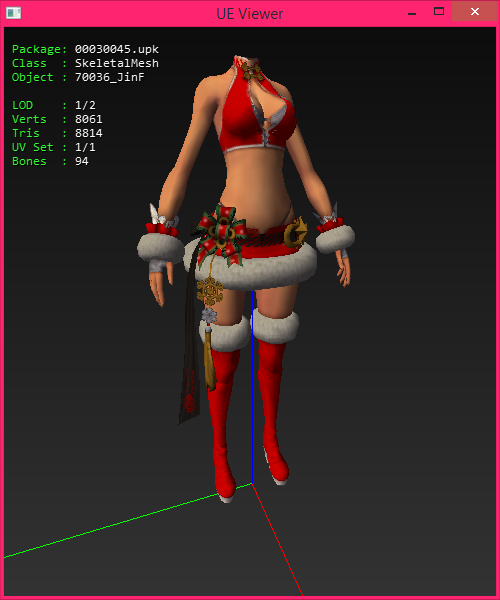 UE Viewer
Package: 00030045.upk
Class  : SkeletalMesh
Object : 70036_JinF
LOD    : 1/2
Verts  : 8061
Tris   : 8814
UV Set : 1/1
Bones  : 94